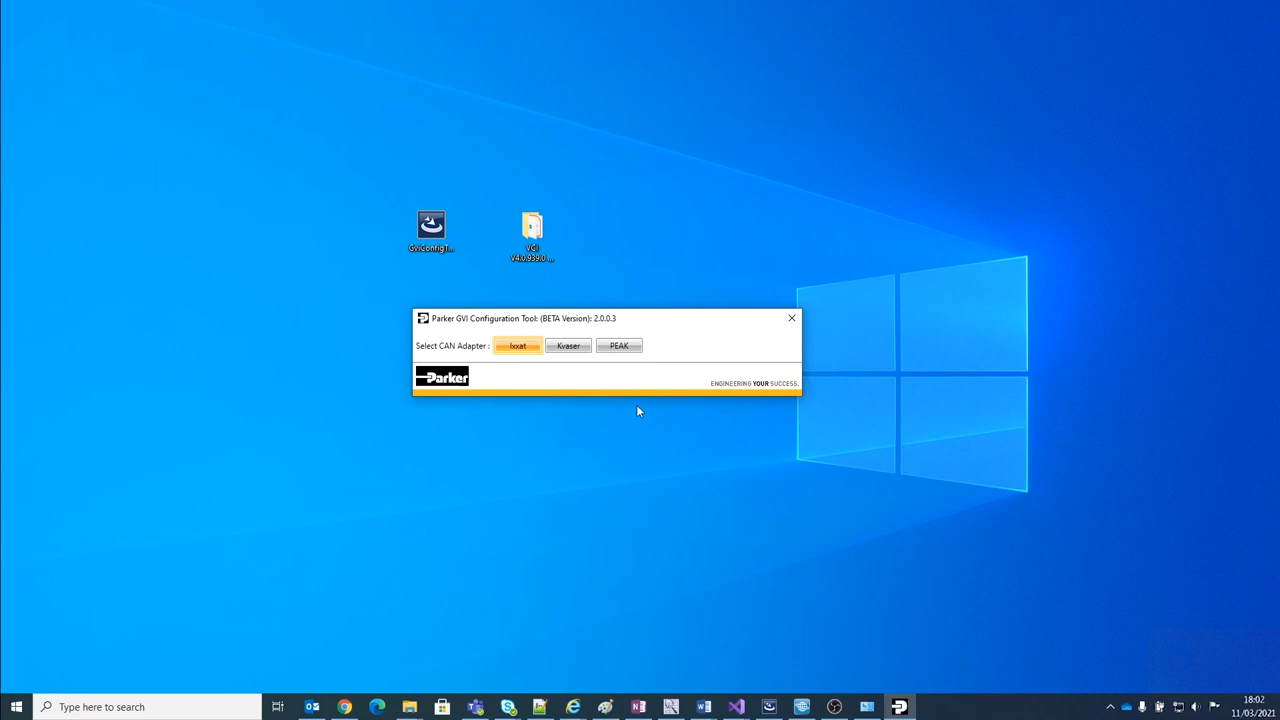 GviConfigT...
VCI
V4.0.939.0....
Parker GVI Configuration Tool: (BETA Version): 2.0.0.3
Select CAN Adapter :
Ixxat
Kvaser
PEAK
Parker
ENGINEERING YOUR SUCCESS.
Type here to search
18:02
11/03/2021